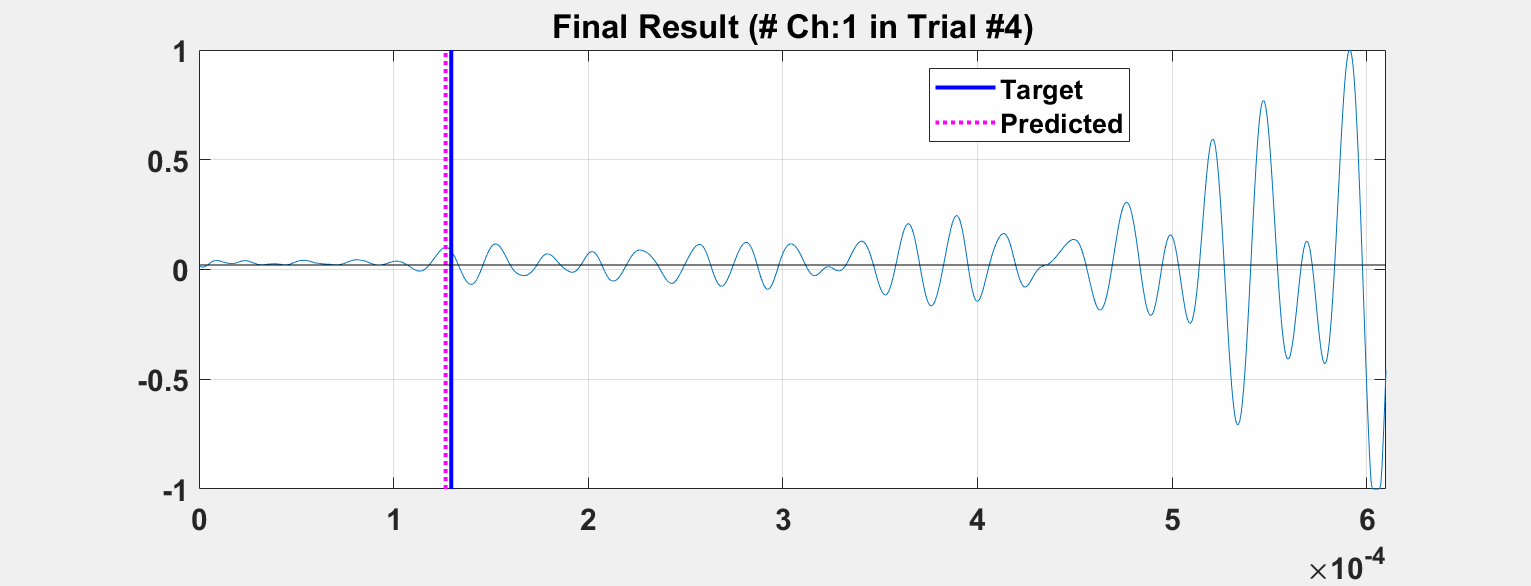 Final Result (# Ch:1 in Trial #4)
Target
Predicted
1
0.5
0
-0.5
-1
0 1 2 3 4 5 6
×10-4